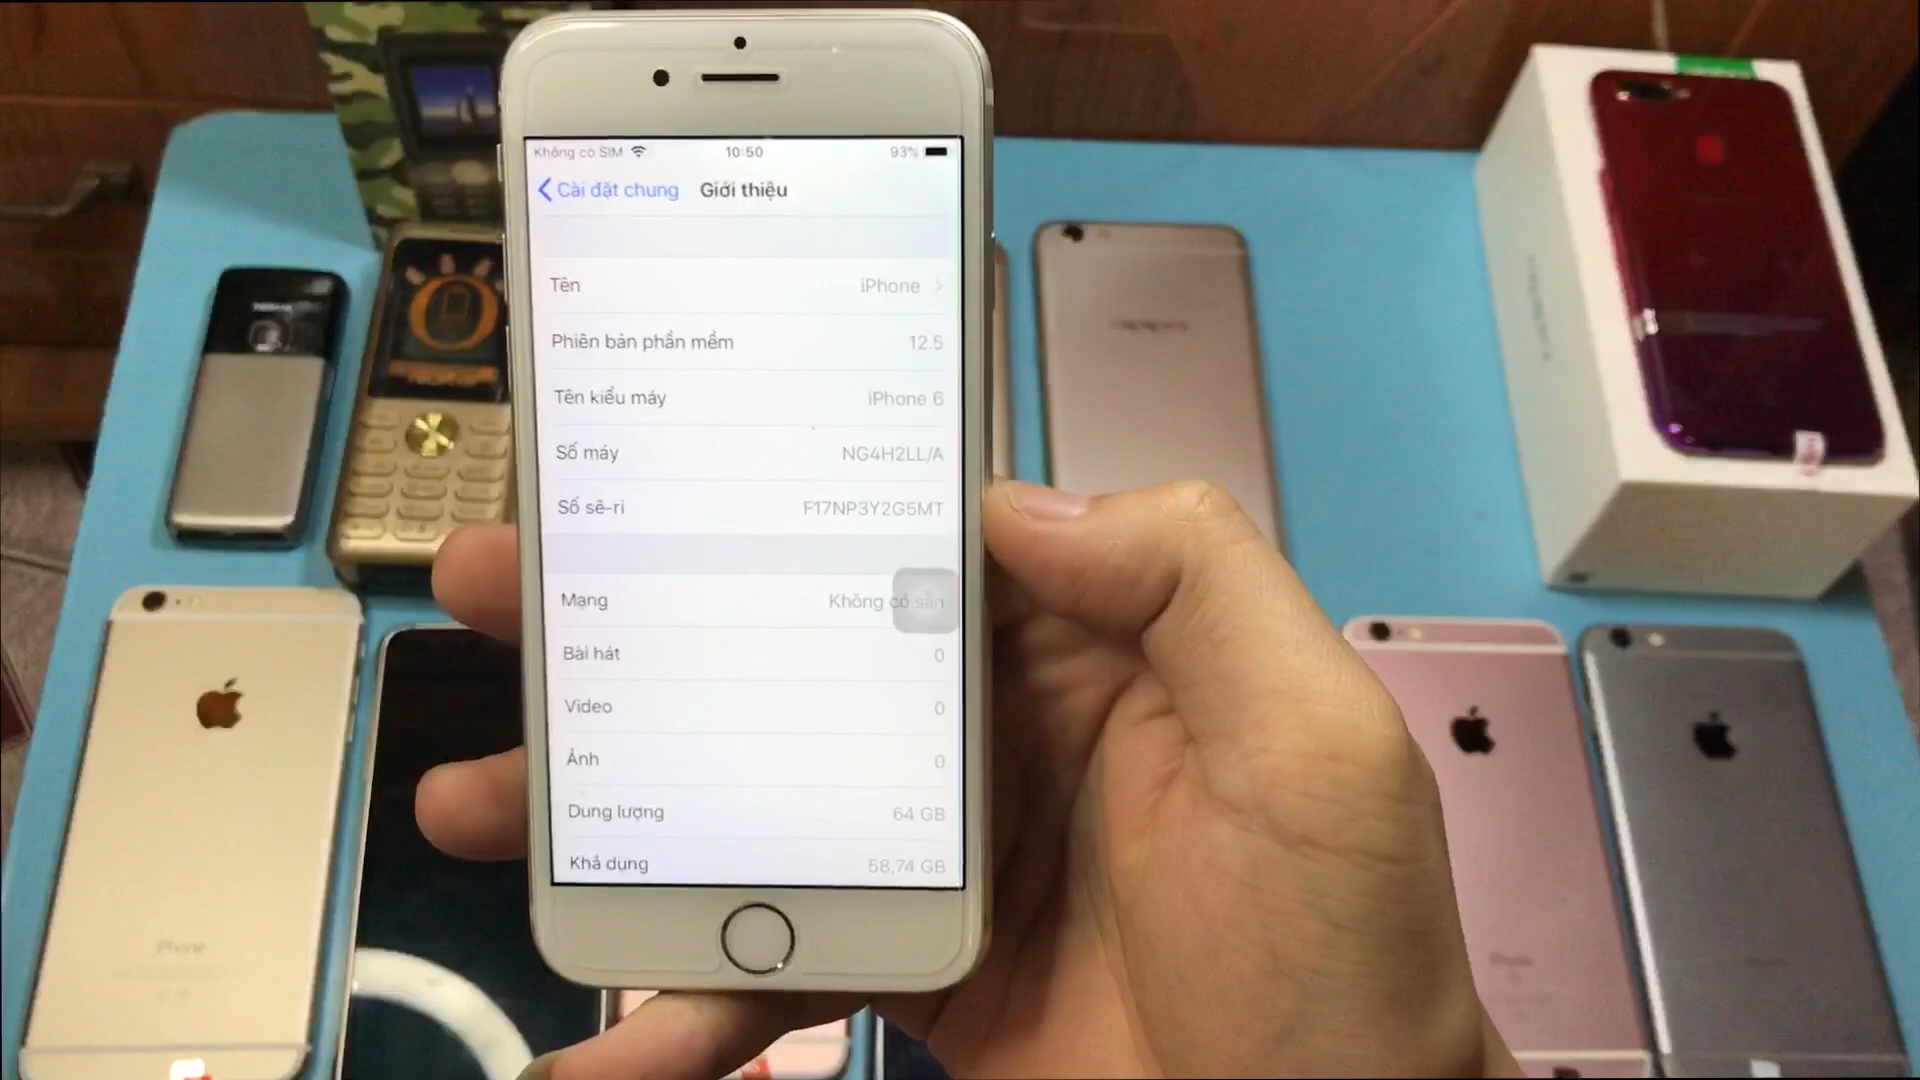 Không có SIM
10:50
93%
Cài đặt chung
Giới thiệu
Tên
iPhone
Phiên bản phần mềm
12.5
Tên kiểu máy
iPhone 6
Số máy
NG4H2LL/A
Số sê-ri
F17NP3Y2G5MT
Mạng
Không có sẵn
Bài hát
0
Video
0
Ảnh
0
Dung lượng
64 GB
Khả dụng
58,74 GB
oppo
iPhone